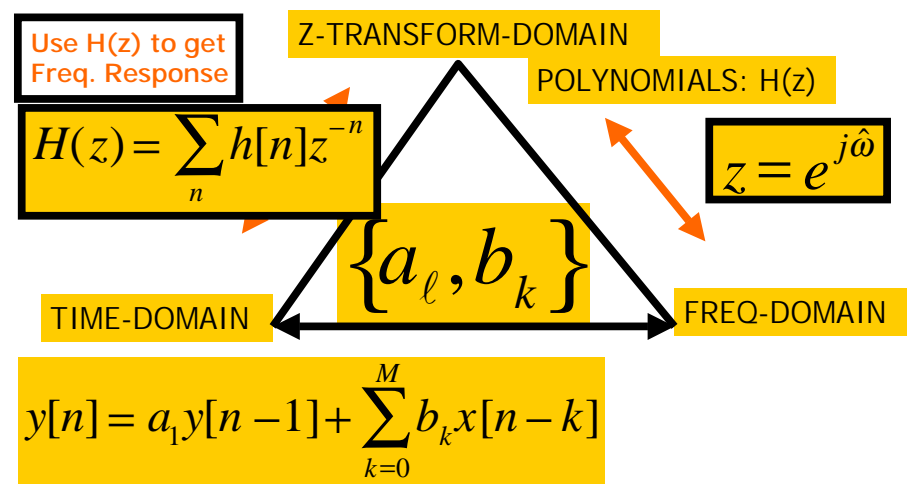 Use H(z) to get
Freq. Response
Z-TRANSFORM-DOMAIN
POLYNOMIALS: H(z)
H(z) = ∑_n h[n]z^{-n}
z = e^{jω̂}
{a_ℓ, b_k}
TIME-DOMAIN
FREQ-DOMAIN
y[n] = a_1 y[n − 1] + ∑_{k=0}^{M} b_k x[n − k]